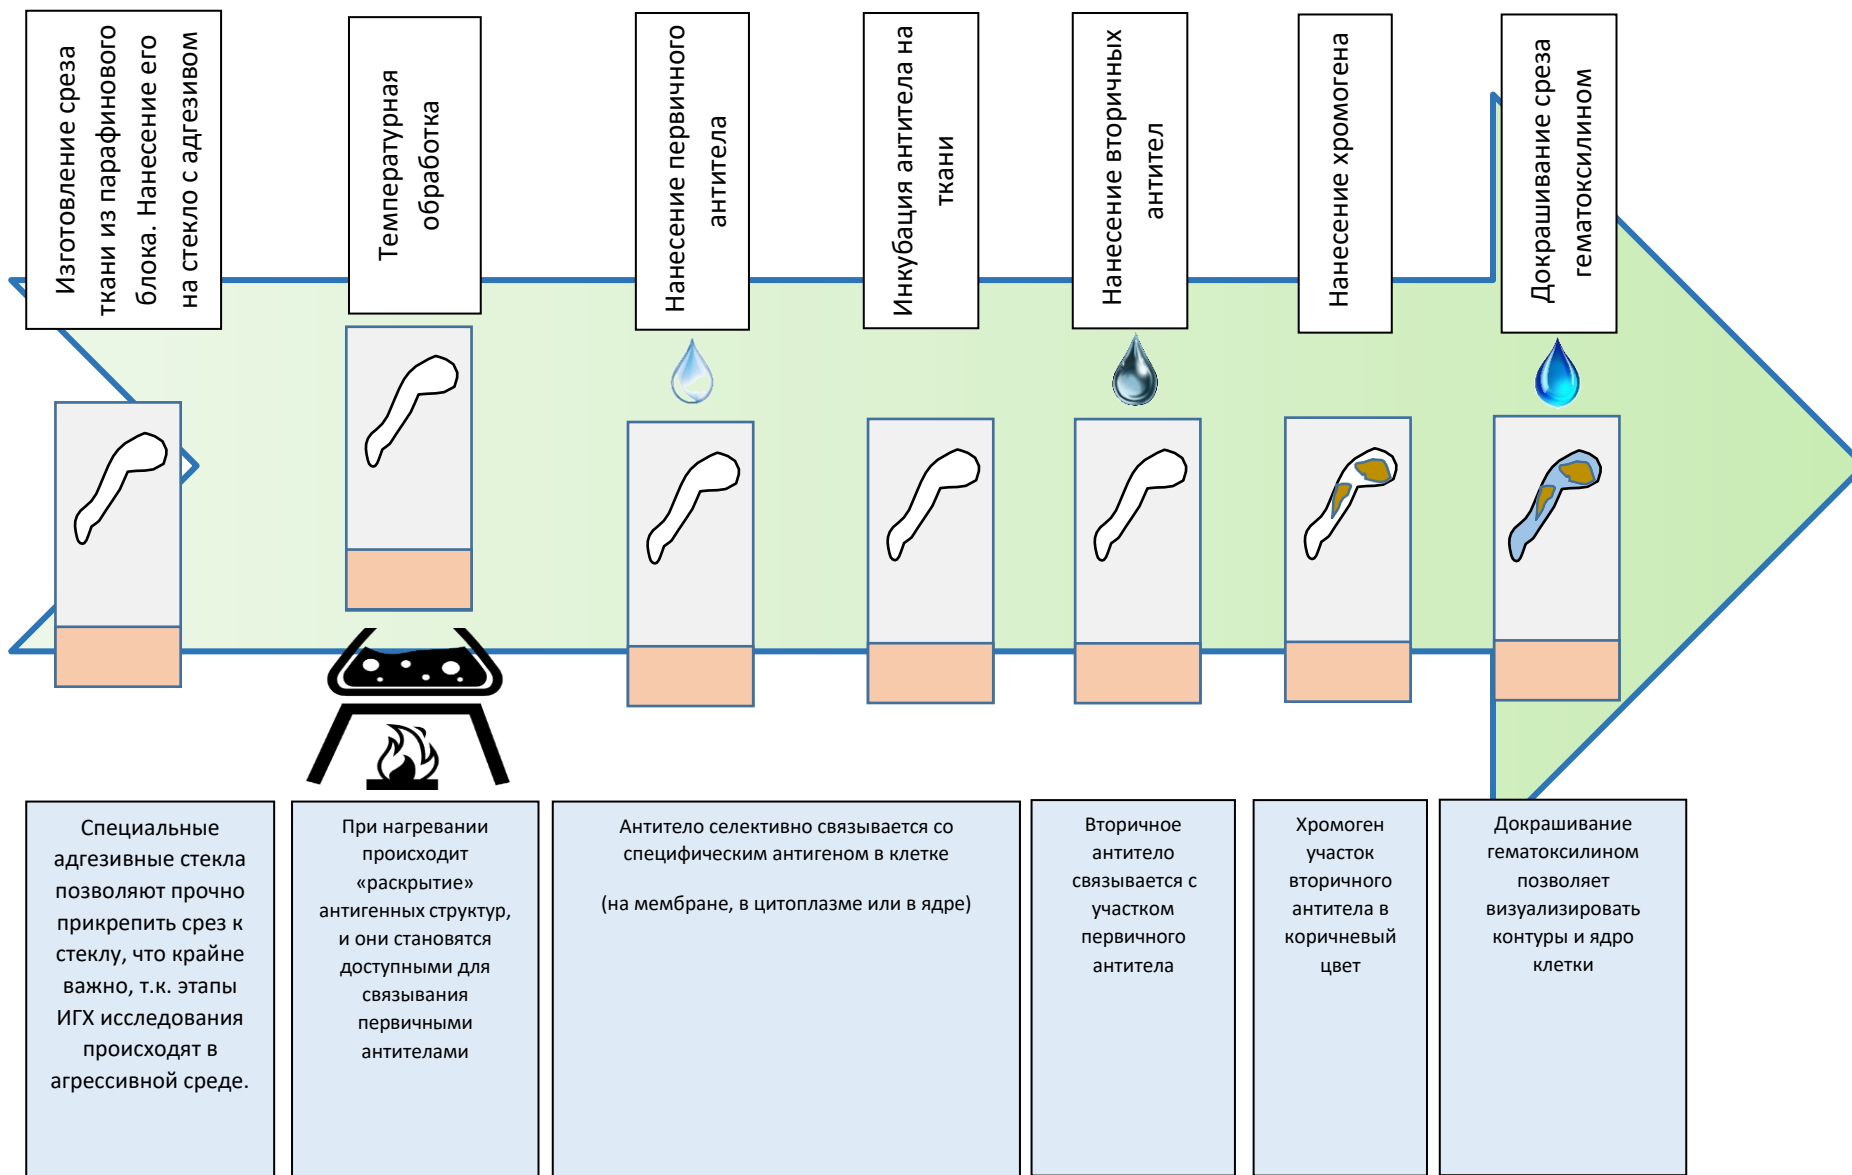 Изготовление среза
ткани из парафинового
блока. Нанесение его
на стекло с адгезивом
Температурная
обработка
Нанесение первичного
антитела
Инкубация антитела на
ткани
Нанесение вторичных
антител
Нанесение хромогена
Докрашивание среза
гематоксилином
Специальные
адгезивные стекла
позволяют прочно
прикрепить срез к
стеклу, что крайне
важно, т.к. этапы
ИГХ исследования
происходят в
агрессивной среде.
При нагревании
происходит
«раскрытие»
антигенных структур,
и они становятся
доступными для
связывания
первичными
антителами
Антитело селективно связывается со
специфическим антигеном в клетке
(на мембране, в цитоплазме или в ядре)
Вторичное
антитело
связывается с
участком
первичного
антитела
Хромоген
участок
вторичного
антитела в
коричневый
цвет
Докрашивание
гематоксилином
позволяет
визуализировать
контуры и ядро
клетки